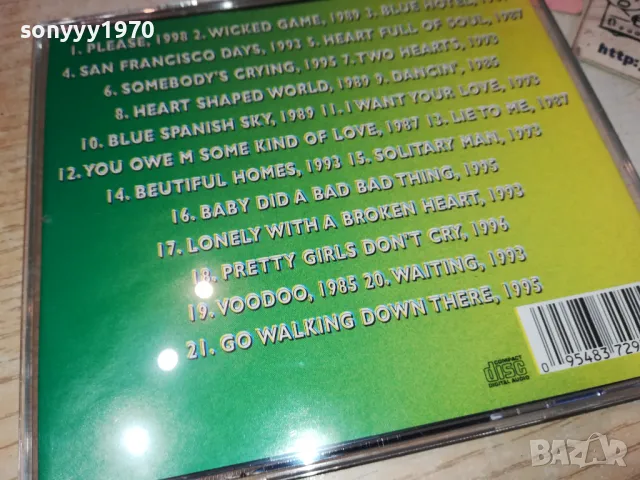 sonyyy1970
1. PLEASE, 1998 2. WICKED GAME, 1989 3. BLUE HOTEL,
4. SAN FRANCISCO DAYS, 1993 5. HEART FULL OF SOUL, 1987
6. SOMEBODY'S CRYING, 1995 7. TWO HEARTS, 1993
8. HEART SHAPED WORLD, 1989 9. DANCIN', 1985
10. BLUE SPANISH SKY, 1989 11. I WANT YOUR LOVE, 1993
12. YOU OWE M SOME KIND OF LOVE, 1987 13. LIE TO ME, 1987
14. BEUTIFUL HOMES, 1993 15. SOLITARY MAN, 1993
16. BABY DID A BAD BAD THING, 1995
17. LONELY WITH A BROKEN HEART, 1993
18. PRETTY GIRLS DON'T CRY, 1996
19. VOODOO, 1985 20. WAITING, 1993
21. GO WALKING DOWN THERE, 1995
http:
COMPACT
disc
DIGITAL AUDIO
0 95483 729
BAZAR